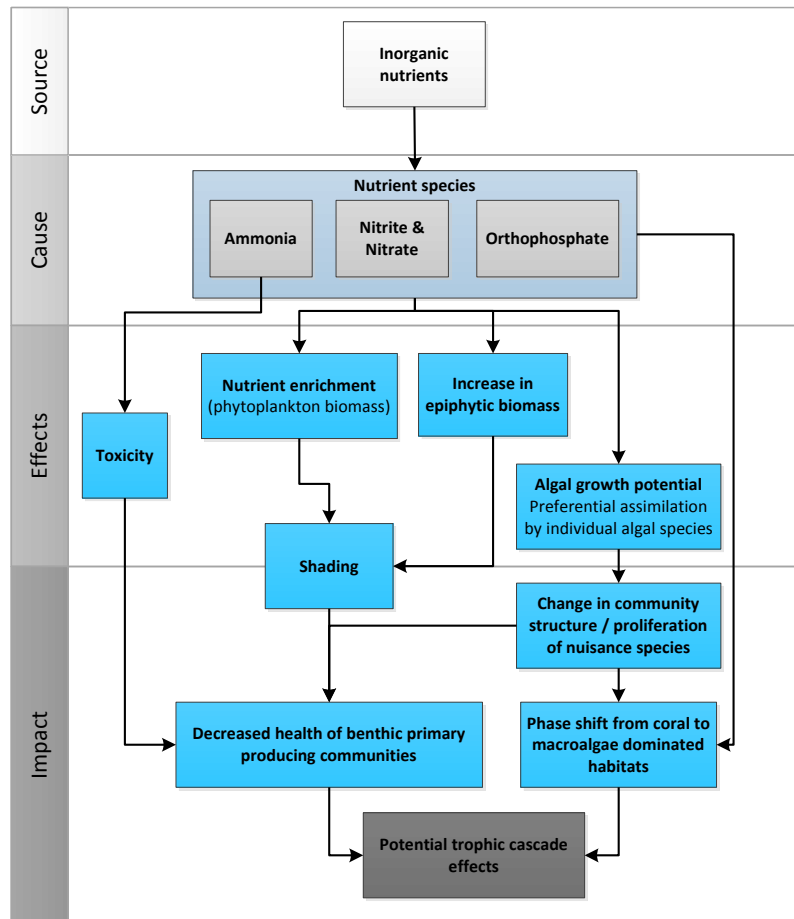 Source
Inorganic
nutrients
Cause
Nutrient species
Ammonia
Nitrite &
Nitrate
Orthophosphate
Effects
Nutrient enrichment
(phytoplankton biomass)
Increase in
epiphytic biomass
Toxicity
Algal growth potential
Preferential assimilation
by individual algal species
Shading
Impact
Change in community
structure / proliferation
of nuisance species
Decreased health of benthic primary
producing communities
Phase shift from coral to
macroalgae dominated
habitats
Potential trophic cascade
effects